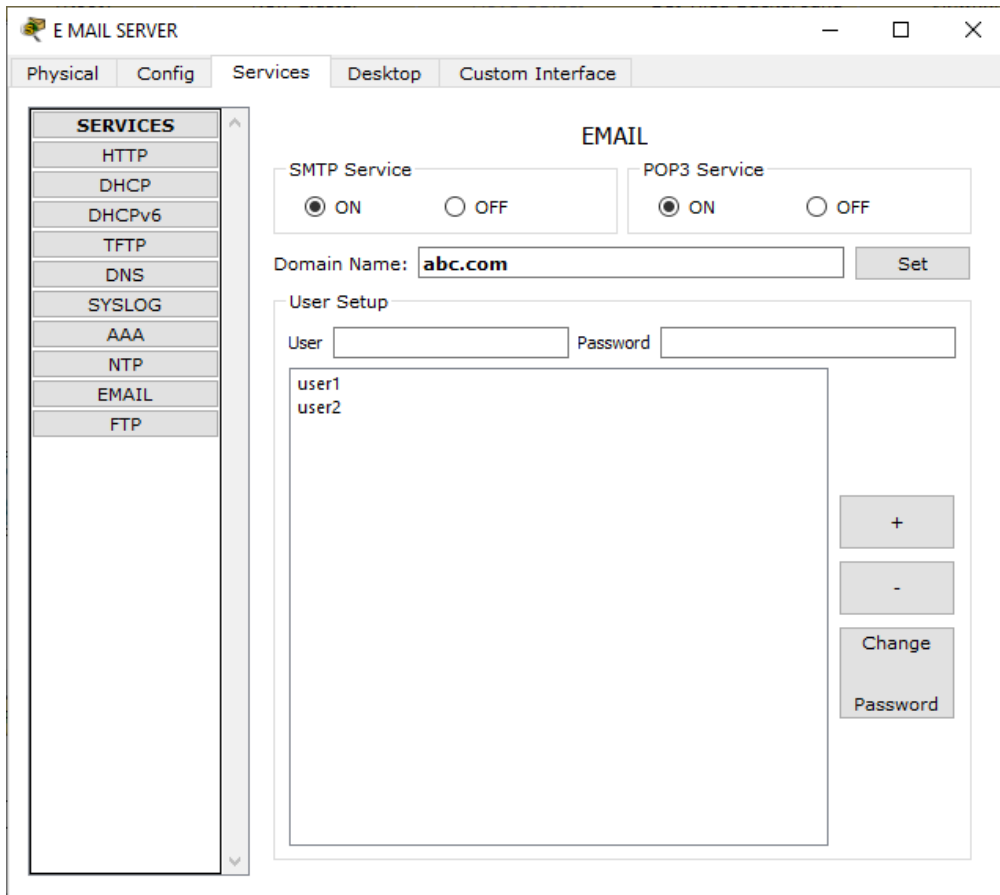 E MAIL SERVER
Physical Config Services Desktop Custom Interface
SERVICES
HTTP
DHCP
DHCPv6
TFTP
DNS
SYSLOG
AAA
NTP
EMAIL
FTP
EMAIL
SMTP Service
ON OFF
POP3 Service
ON OFF
Domain Name: abc.com Set
User Setup
User Password
user1
user2
+
-
Change
Password